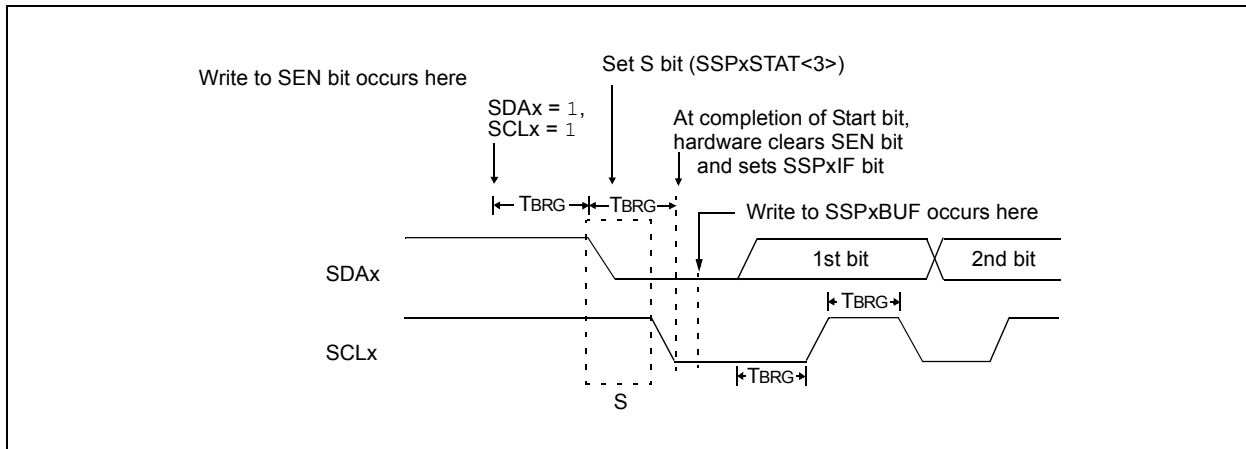 Set S bit (SSPxSTAT<3>)
Write to SEN bit occurs here
SDAx = 1,
SCLx = 1
At completion of Start bit,
hardware clears SEN bit
and sets SSPxIF bit
TBRG
TBRG
Write to SSPxBUF occurs here
SDAx
1st bit
2nd bit
TBRG
SCLx
TBRG
S